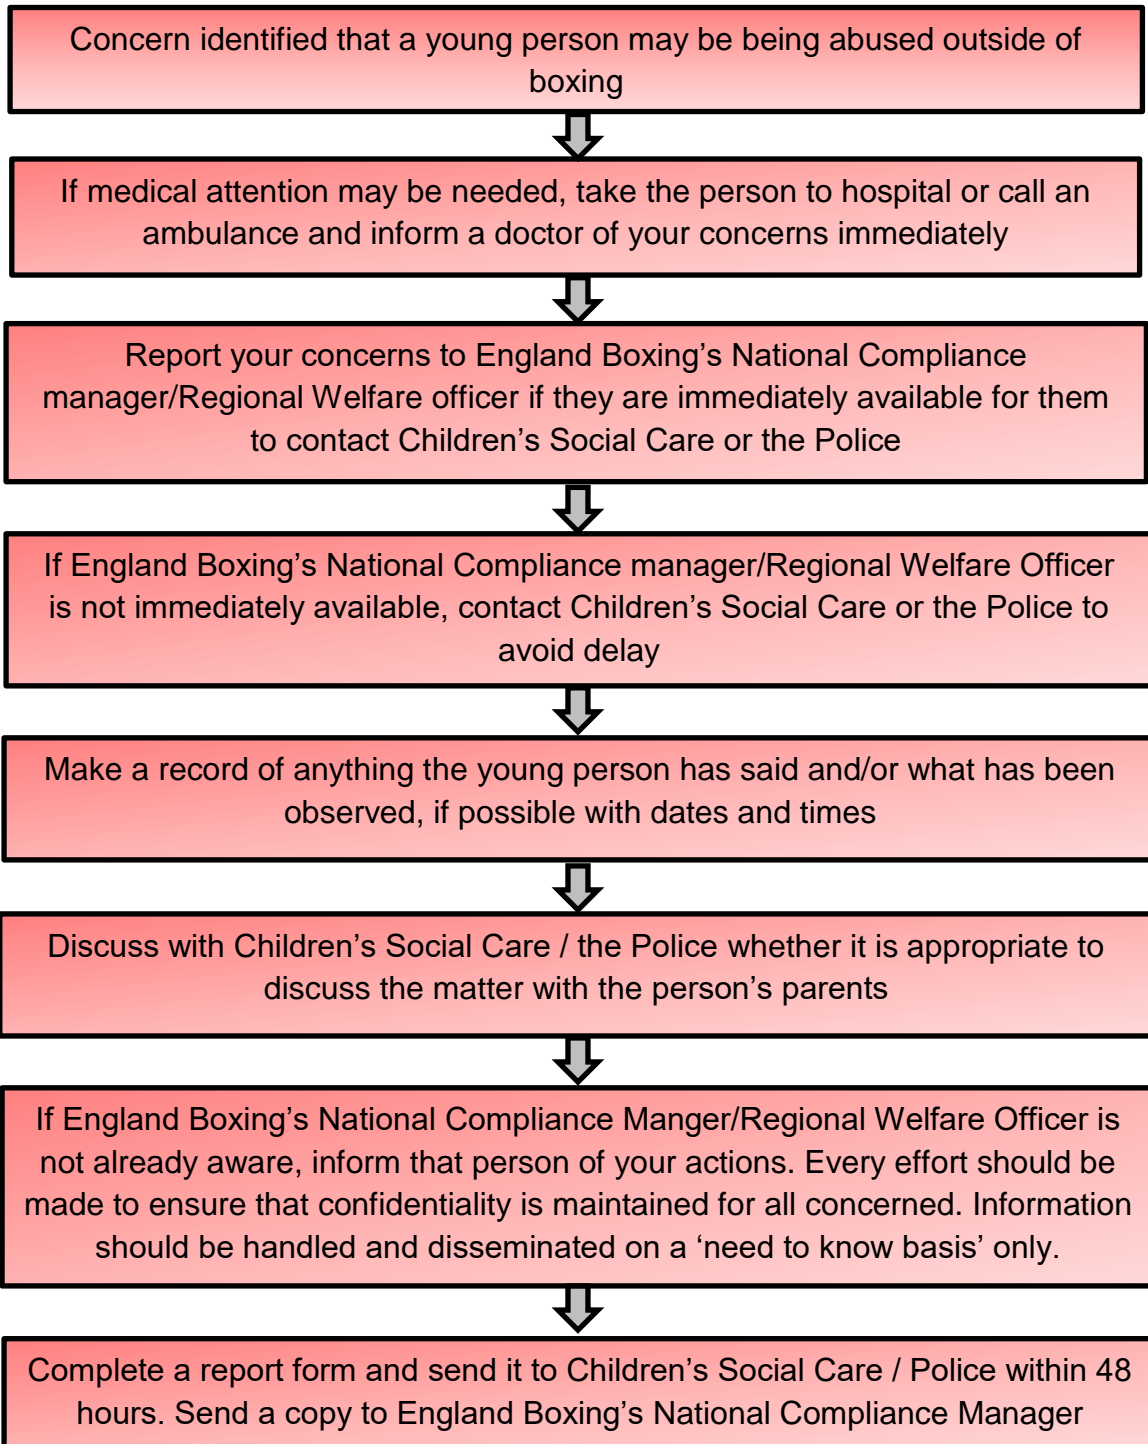 Concern identified that a young person may be being abused outside of
boxing
If medical attention may be needed, take the person to hospital or call an
ambulance and inform a doctor of your concerns immediately
Report your concerns to England Boxing’s National Compliance
manager/Regional Welfare officer if they are immediately available for them
to contact Children’s Social Care or the Police
If England Boxing’s National Compliance manager/Regional Welfare Officer
is not immediately available, contact Children’s Social Care or the Police to
avoid delay
Make a record of anything the young person has said and/or what has been
observed, if possible with dates and times
Discuss with Children’s Social Care / the Police whether it is appropriate to
discuss the matter with the person’s parents
If England Boxing’s National Compliance Manger/Regional Welfare Officer is
not already aware, inform that person of your actions. Every effort should be
made to ensure that confidentiality is maintained for all concerned. Information
should be handled and disseminated on a ‘need to know basis’ only.
Complete a report form and send it to Children’s Social Care / Police within 48
hours. Send a copy to England Boxing’s National Compliance Manager